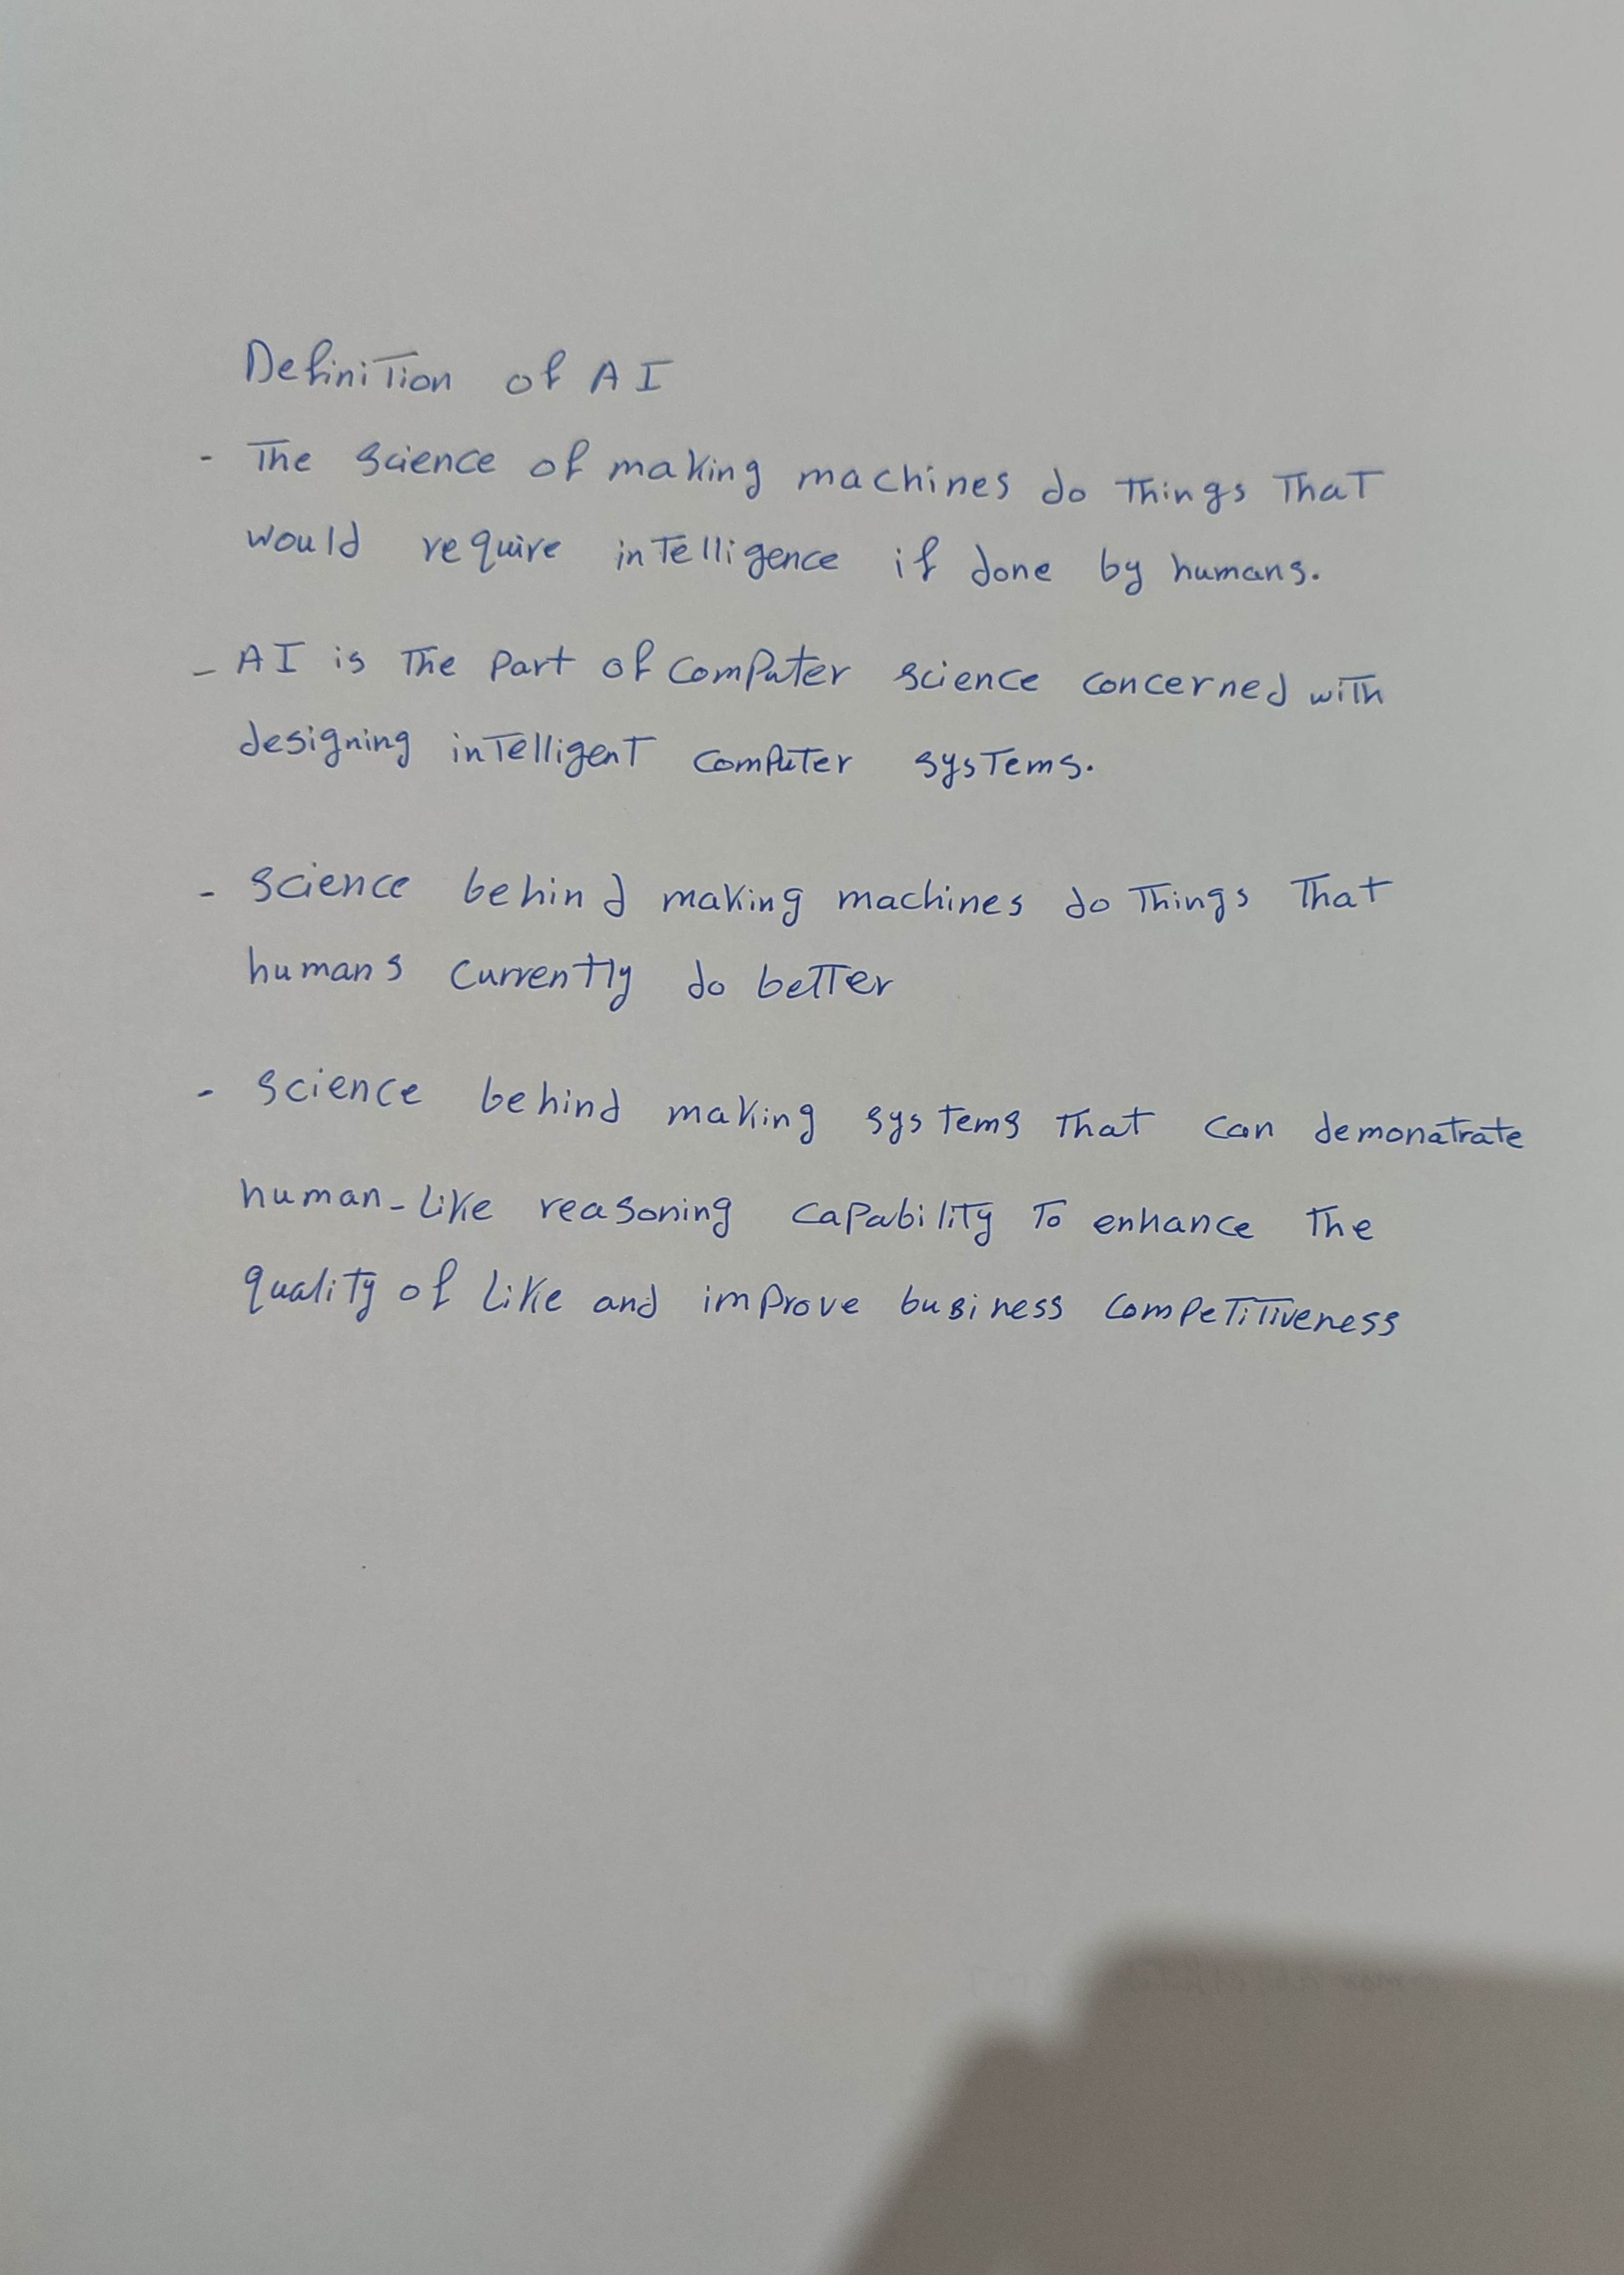 Definition of AI
- The science of making machines do things that
would require intelligence if done by humans.
- AI is the part of computer science concerned with
designing intelligent computer systems.
- science behind making machines do things that
humans currently do better
- science behind making systems that can demonatrate
human-like reasoning capability to enhance the
quality of like and improve business competitiveness